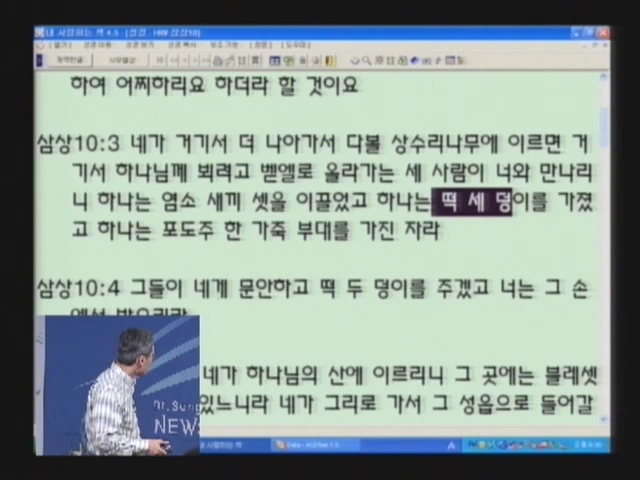 하여 어찌하리요 하더라 할 것이요
삼상10:3 네가 거기서 더 나아가서 다볼 상수리나무에 이르면 거
기서 하나님께 뵈려고 벧엘로 올라가는 세 사람이 너와 만나리
니 하나는 염소 새끼 셋을 이끌었고 하나는 떡 세 덩이를 가졌
고 하나는 포도주 한 가죽 부대를 가진 자라
삼상10:4 그들이 네게 문안하고 떡 두 덩이를 주겠고 너는 그 손
네가 하나님의 산에 이르리니 그 곳에는 블레셋
있느니라 네가 그리로 가서 그 성읍으로 들어갈
NEW